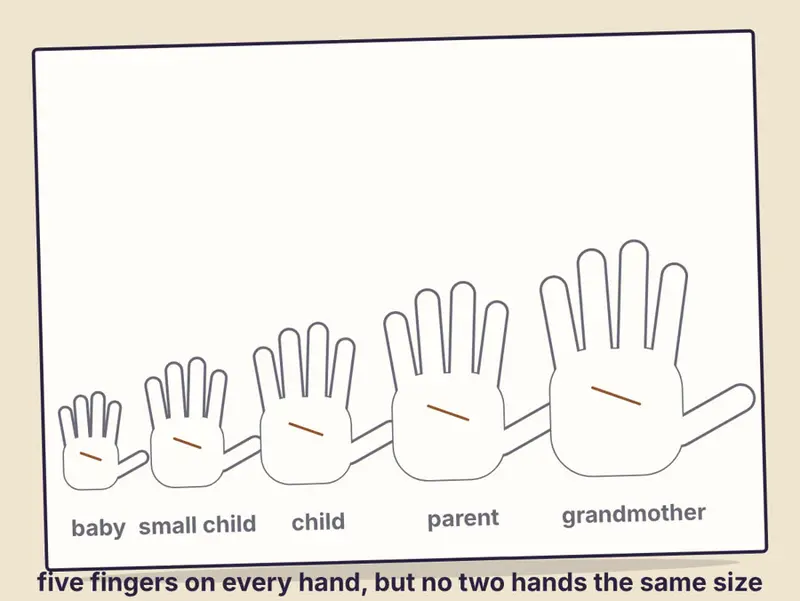 baby small child child parent grandmother
five fingers on every hand, but no two hands the same size